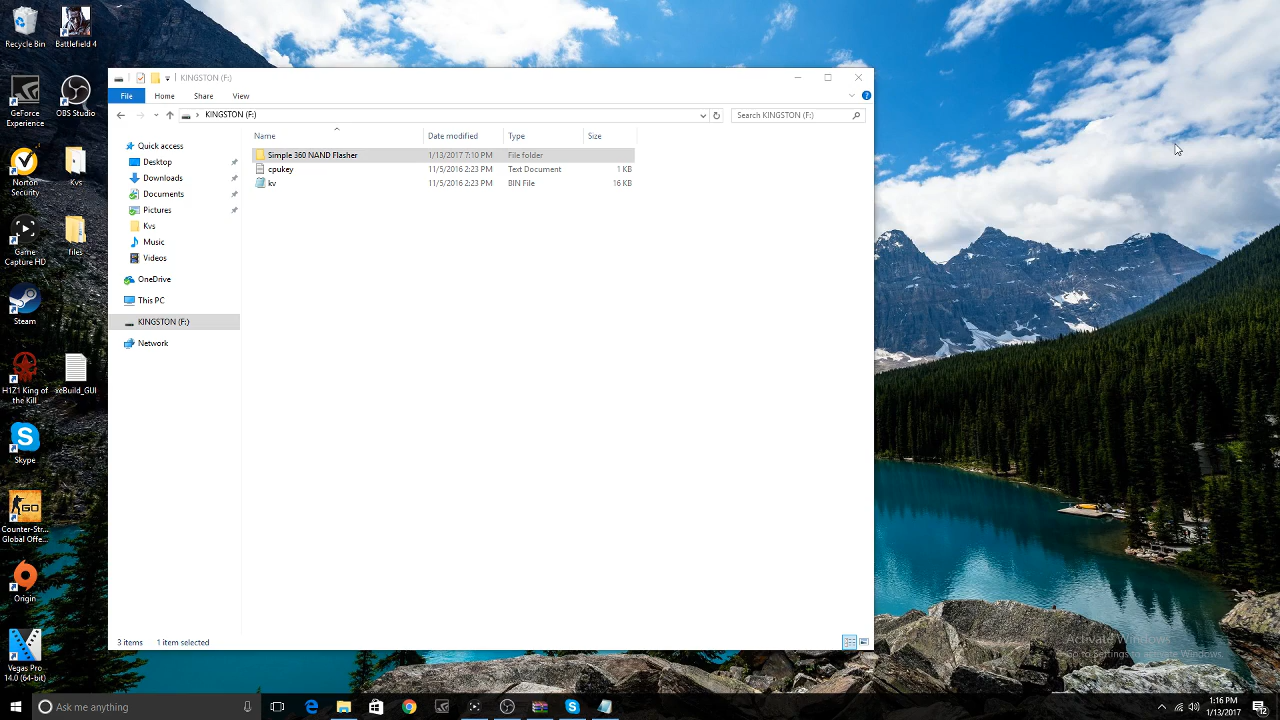 Recycle Bin
Battlefield 4
GeForce
Experience
OBS Studio
Norton
Security
Kvs
Game
Capture HD
files
Steam
H1Z1 King of
the Kill
xeBuild_GUI
Skype
Counter-Str...
Global Offe...
Origin
Vegas Pro
14.0 (64-bit)
KINGSTON (F:)
File Home Share View
KINGSTON (F:)
Search KINGSTON (F:)
Name Date modified Type Size
Simple 360 NAND Flasher 1/13/2017 7:10 PM File folder
cpukey 11/5/2016 2:23 PM Text Document 1 KB
kv 11/5/2016 2:23 PM BIN File 16 KB
Quick access
Desktop
Downloads
Documents
Pictures
Kvs
Music
Videos
OneDrive
This PC
KINGSTON (F:)
Network
3 items 1 item selected
Activate Windows
Go to Settings to activate Windows.
Ask me anything
1:16 PM
1/13/2017
12